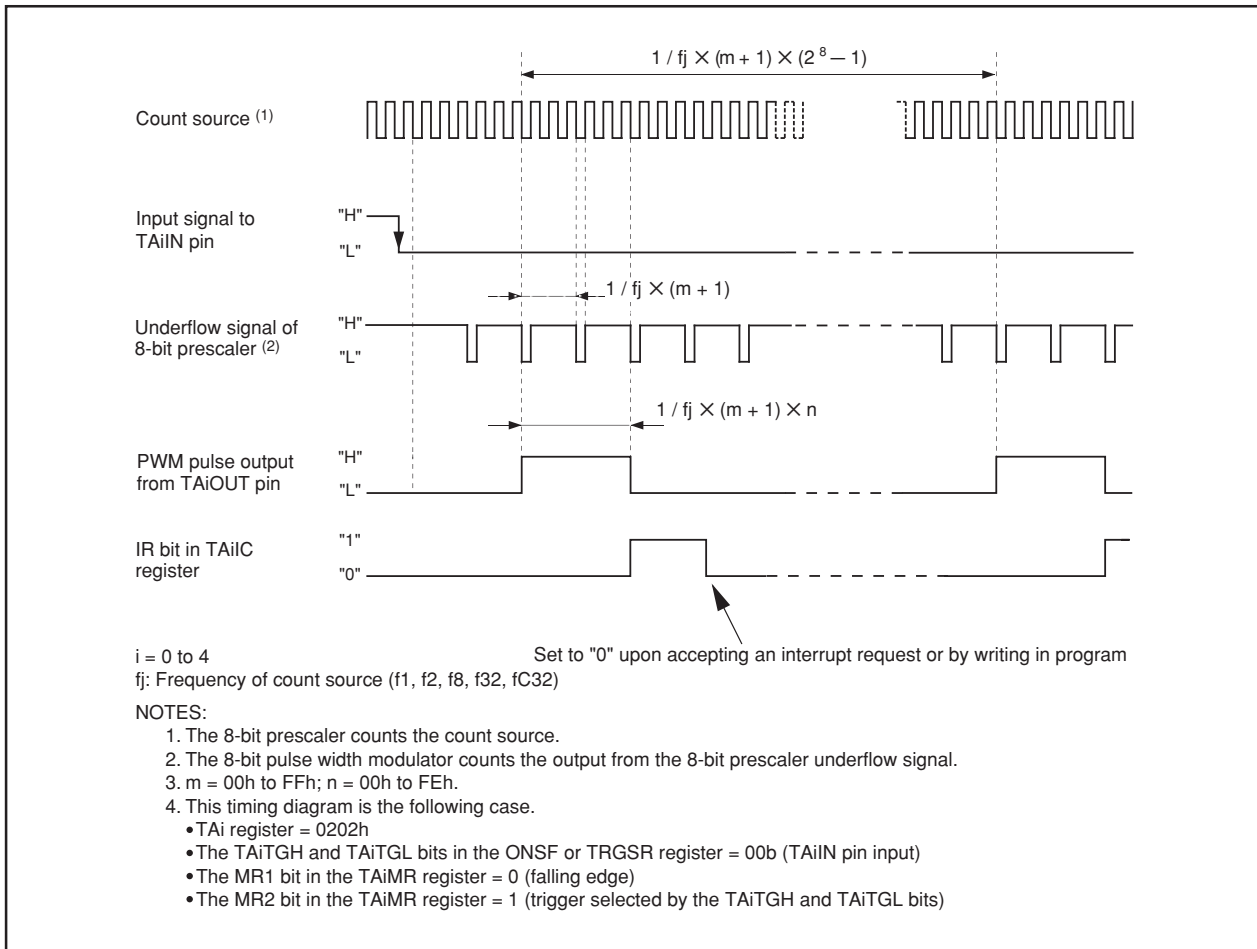 1 / fj × (m + 1) × (2 8 — 1)
Count source (1)
Input signal to
TAiIN pin
"H"
"L"
1 / fj × (m + 1)
Underflow signal of
8-bit prescaler (2)
"H"
"L"
1 / fj × (m + 1) × n
PWM pulse output
from TAiOUT pin
"H"
"L"
IR bit in TAiIC
register
"1"
"0"
i = 0 to 4
Set to "0" upon accepting an interrupt request or by writing in program
fj: Frequency of count source (f1, f2, f8, f32, fC32)
NOTES:
1. The 8-bit prescaler counts the count source.
2. The 8-bit pulse width modulator counts the output from the 8-bit prescaler underflow signal.
3. m = 00h to FFh; n = 00h to FEh.
4. This timing diagram is the following case.
•TAi register = 0202h
•The TAiTGH and TAiTGL bits in the ONSF or TRGSR register = 00b (TAiIN pin input)
•The MR1 bit in the TAiMR register = 0 (falling edge)
•The MR2 bit in the TAiMR register = 1 (trigger selected by the TAiTGH and TAiTGL bits)